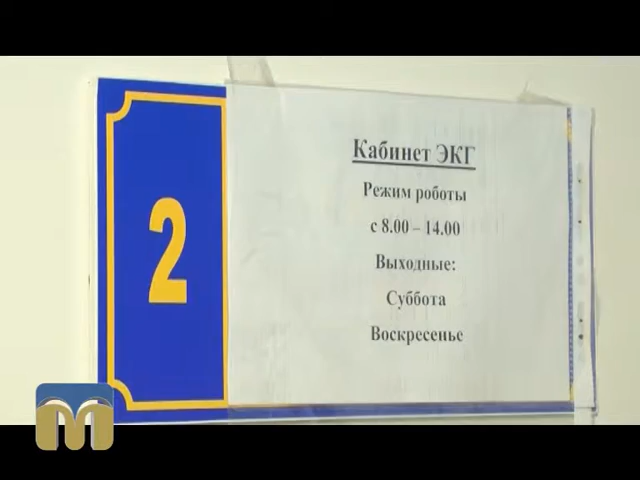 2
Кабинет ЭКГ
Режим роботы
с 8.00 – 14.00
Выходные:
Суббота
Воскресенье
M